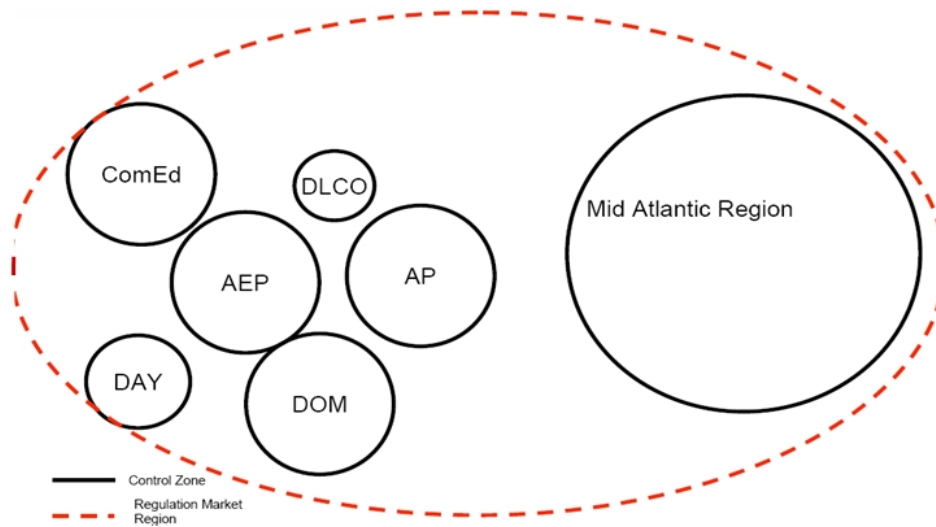 ComEd
DLCO
Mid Atlantic Region
AEP
AP
DAY
DOM
Control Zone
Regulation Market
Region